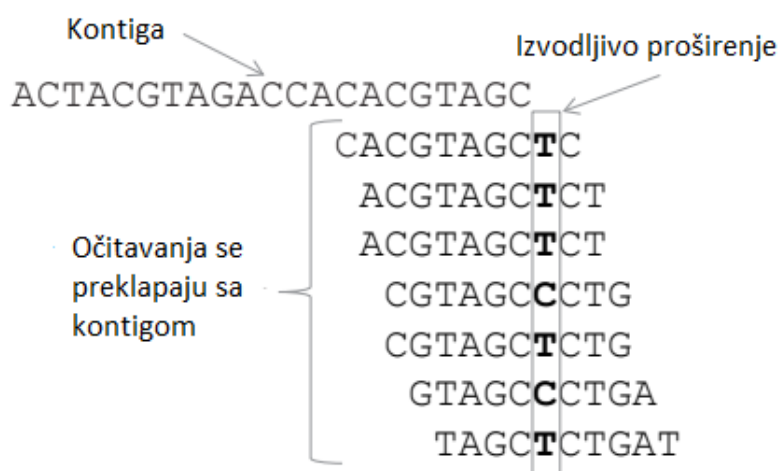 Kontiga
Izvodljivo proširenje
ACTACGTAGACCACACGTAGC
CACGTAGCTC
ACGTAGCTCT
ACGTAGCTCT
Očitavanja se
preklapaju sa
kontigom
CGTAGCCCTG
CGTAGCTCTG
GTAGCCCTGA
TAGCTCTGAT